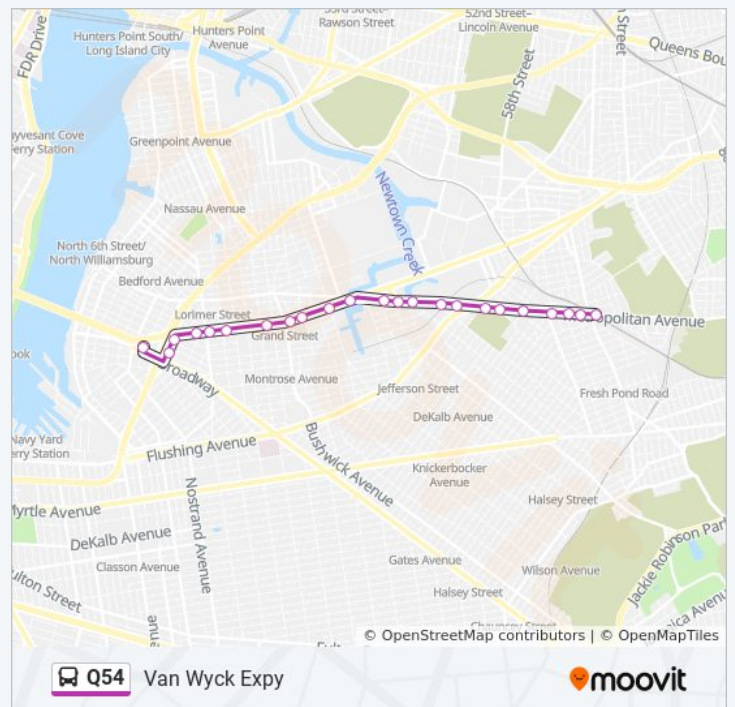 Rawson Street
52nd Street–
Lincoln Avenue
Hunters Point South/
Long Island City
Hunters Point
Avenue
FDR Drive
58th Street
Street
Queens Bou
Greenpoint Avenue
uyvesant Cove
erry Station
Nassau Avenue
Newtown Creek
North 6th Street/
North Williamsburg
Bedford Avenue
Lorimer Street
Grand Street
Metropolitan Avenue
ook
Broadway
Montrose Avenue
Jefferson Street
Fresh Pond Road
DeKalb Avenue
Navy Yard
erry Station
Flushing Avenue
Bushwick Avenue
Knickerbocker
Avenue
Nostrand Avenue
Halsey Street
Myrtle Avenue
DeKalb Avenue
Classon Avenue
Gates Avenue
Wilson Avenue
Jackie Robinson Park
ulton Street
Halsey Street
© OpenStreetMap contributors | © OpenMapTiles
Q54 Van Wyck Expy
moovit